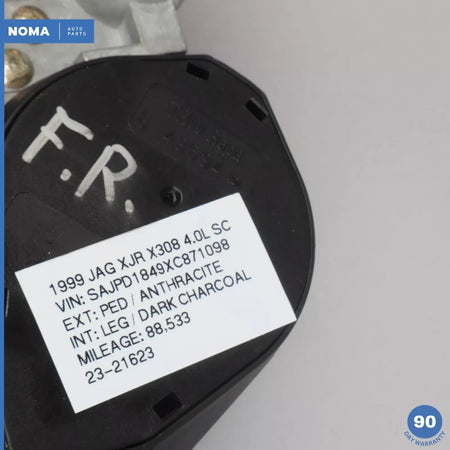 NOMA AUTO
PARTS
F.R.
1999 JAG XJR X308 4.0L SC
VIN: SAJPD1849XC871098
EXT: PED / ANTHRACITE
INT: LEG / DARK CHARCOAL
MILEAGE: 88,533
23-21623
90
DAY WARRANTY